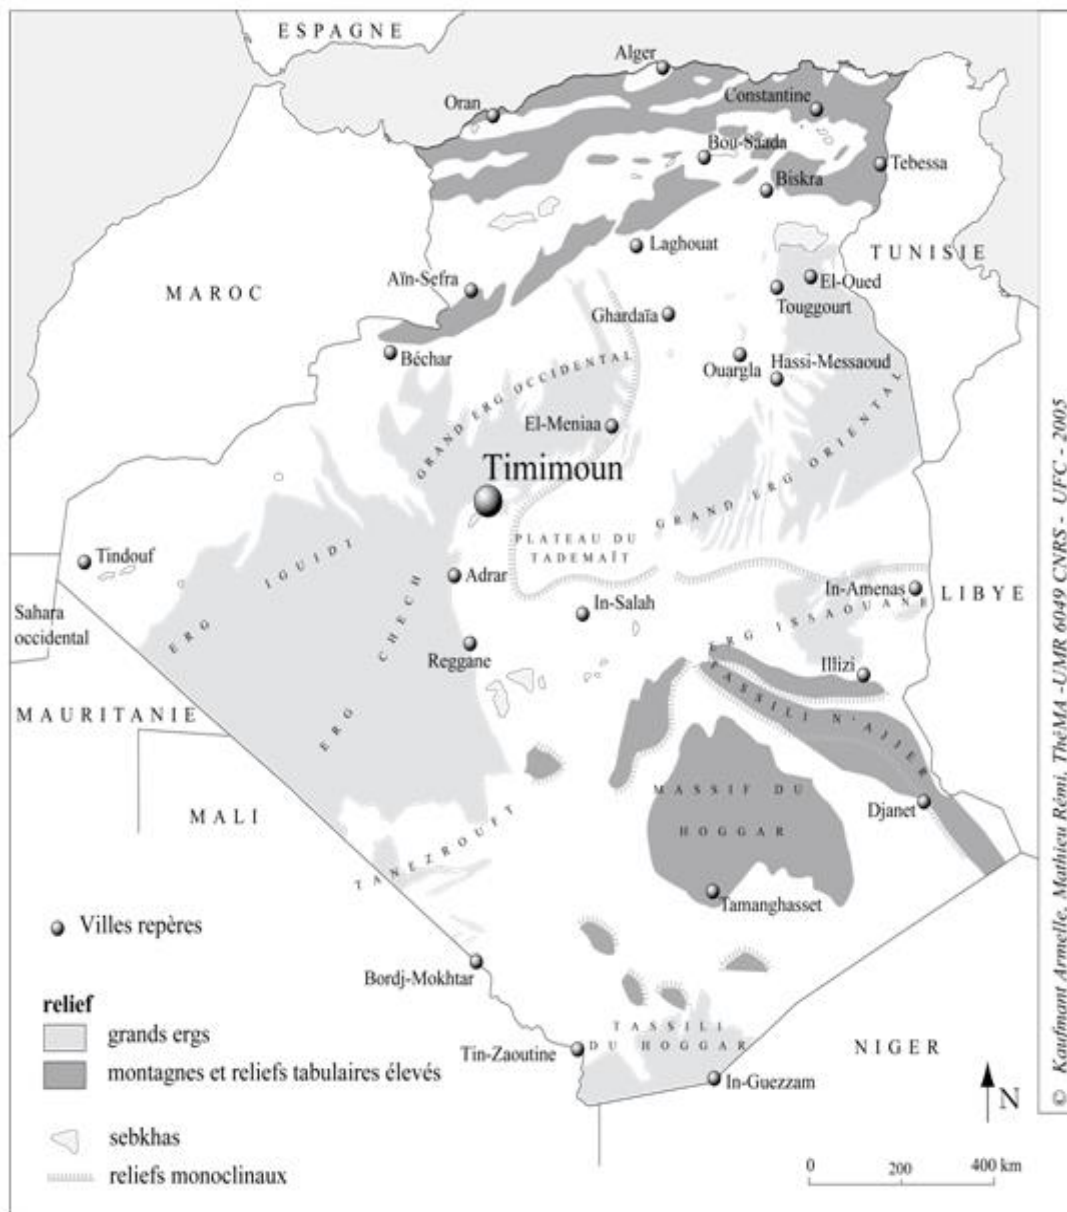 ESPAGNE
Alger
Oran
Constantine
Bou-Saada
Tebessa
Biskra
Laghouat
TUNISIE
MAROC
Aïn-Sefra
El-Oued
Touggourt
Ghardaïa
Béchar
Ouargla
Hassi-Messaoud
GRAND ERG OCCIDENTAL
El-Meniaa
GRAND ERG ORIENTAL
Timimoun
PLATEAU DU
TADEMAÏT
Tindouf
ERG IGUIDI
Adrar
In-Amenas
LIBYE
In-Salah
ERG ISSAOUANE
Sahara
occidental
ERG CHECH
Reggane
Illizi
TASSILI N'AJJER
MAURITANIE
MASSIF DU
HOGGAR
Djanet
MALI
TANEZROUFT
Tamanghasset
Villes repères
Bordj-Mokhtar
relief
grands ergs
TASSILI
DU HOGGAR
Tin-Zaoutine
NIGER
montagnes et reliefs tabulaires élevés
In-Guezzam
N
sebkhas
reliefs monoclinaux
0 200 400 km
© Kaufmant Armelle, Mathieu Rémi, ThéMA -UMR 6049 CNRS - UFC - 2005